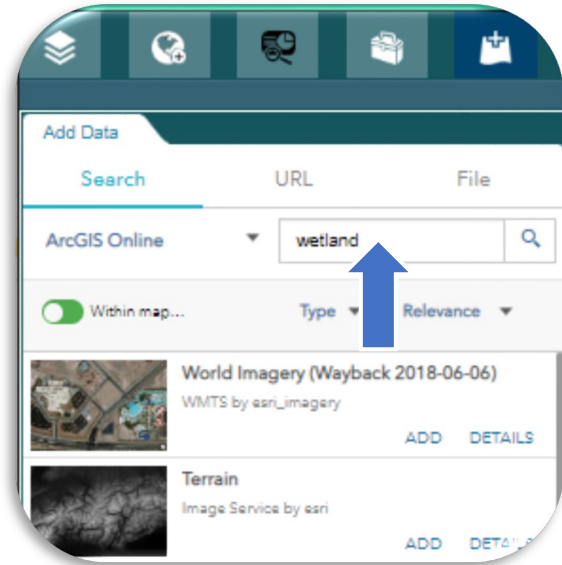 Add Data
Search URL File
ArcGIS Online wetland
Within map... Type Relevance
World Imagery (Wayback 2018-06-06)
WMTS by esri_imagery
ADD DETAILS
Terrain
Image Service by esri
ADD